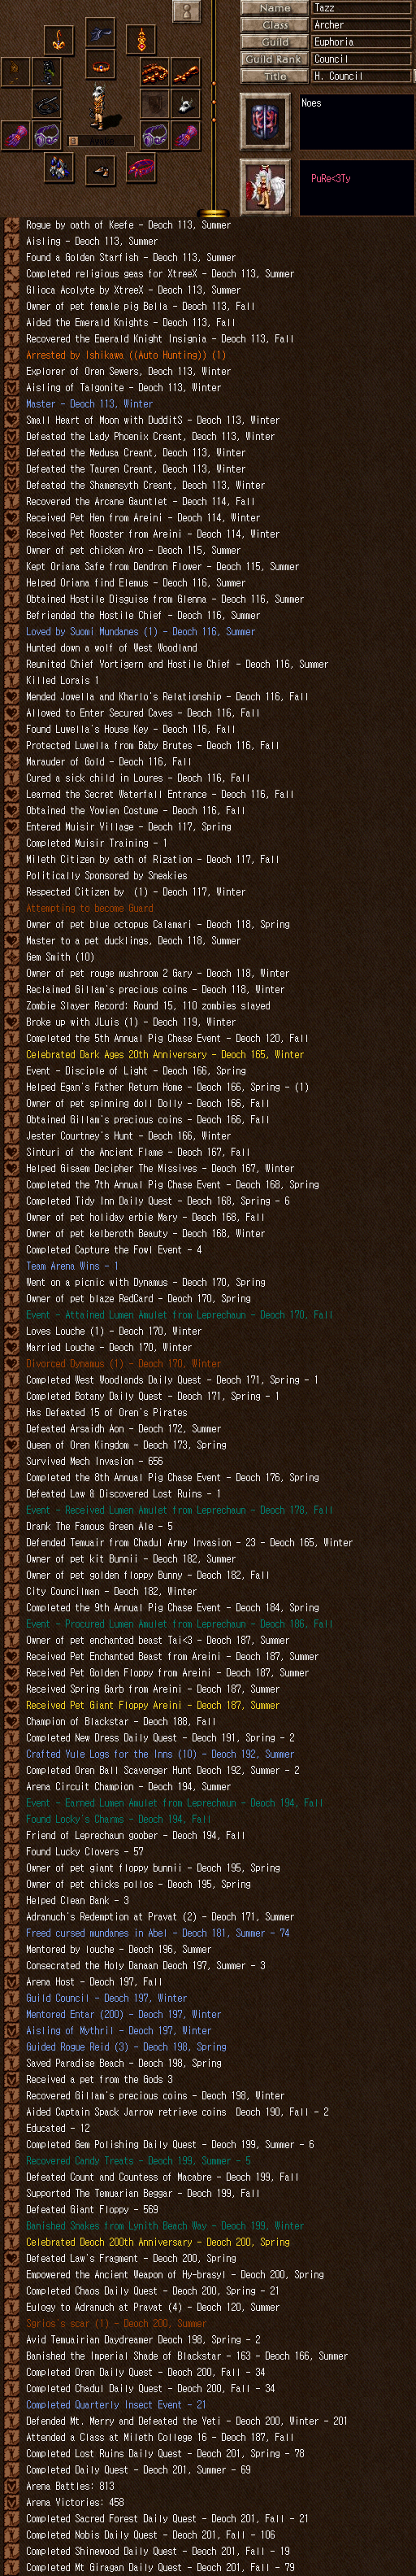 Name Tazz
Class Archer
Guild Euphoria
Guild Rank Council
Title H. Council
Noes
PuRe<3Ty
Rogue by oath of Keefe - Deoch 113, Summer
Aisling - Deoch 113, Summer
Found a Golden Starfish - Deoch 113, Summer
Completed religious geas for XtreeX - Deoch 113, Summer
Glioca Acolyte by XtreeX - Deoch 113, Summer
Owner of pet female pig Bella - Deoch 113, Fall
Aided the Emerald Knights - Deoch 113, Fall
Recovered the Emerald Knight Insignia - Deoch 113, Fall
Arrested by Ishikawa ((Auto Hunting)) (1)
Explorer of Oren Sewers, Deoch 113, Winter
Aisling of Talgonite - Deoch 113, Winter
Master - Deoch 113, Winter
Small Heart of Moon with DudditS - Deoch 113, Winter
Defeated the Lady Phoenix Creant, Deoch 113, Winter
Defeated the Medusa Creant, Deoch 113, Winter
Defeated the Tauren Creant, Deoch 113, Winter
Defeated the Shamensyth Creant, Deoch 113, Winter
Recovered the Arcane Gauntlet - Deoch 114, Fall
Received Pet Hen from Areini - Deoch 114, Winter
Received Pet Rooster from Areini - Deoch 114, Winter
Owner of pet chicken Aro - Deoch 115, Summer
Kept Oriana Safe from Dendron Flower - Deoch 115, Summer
Helped Oriana find Elemus - Deoch 116, Summer
Obtained Hostile Disguise from Glenna - Deoch 116, Summer
Befriended the Hostile Chief - Deoch 116, Summer
Loved by Suomi Mundanes (1) - Deoch 116, Summer
Hunted down a wolf of West Woodland
Reunited Chief Vortigern and Hostile Chief - Deoch 116, Summer
Killed Lorais 1
Mended Jowella and Kharlo's Relationship - Deoch 116, Fall
Allowed to Enter Secured Caves - Deoch 116, Fall
Found Luwella's House Key - Deoch 116, Fall
Protected Luwella from Baby Brutes - Deoch 116, Fall
Marauder of Gold - Deoch 116, Fall
Cured a sick child in Loures - Deoch 116, Fall
Learned the Secret Waterfall Entrance - Deoch 116, Fall
Obtained the Yowien Costume - Deoch 116, Fall
Entered Muisir Village - Deoch 117, Spring
Completed Muisir Training - 1
Mileth Citizen by oath of Rization - Deoch 117, Fall
Politically Sponsored by Sneakies
Respected Citizen by  (1) - Deoch 117, Winter
Attempting to become Guard
Owner of pet blue octopus Calamari - Deoch 118, Spring
Master to a pet ducklings, Deoch 118, Summer
Gem Smith (10)
Owner of pet rouge mushroom 2 Gary - Deoch 118, Winter
Reclaimed Gillam's precious coins - Deoch 118, Winter
Zombie Slayer Record: Round 15, 110 zombies slayed
Broke up with JLuis (1) - Deoch 119, Winter
Completed the 5th Annual Pig Chase Event - Deoch 120, Fall
Celebrated Dark Ages 20th Anniversary - Deoch 165, Winter
Event - Disciple of Light - Deoch 166, Spring
Helped Egan's Father Return Home - Deoch 166, Spring - (1)
Owner of pet spinning doll Dolly - Deoch 166, Fall
Obtained Gillam's precious coins - Deoch 166, Fall
Jester Courtney's Hunt - Deoch 166, Winter
Sinturi of the Ancient Flame - Deoch 167, Fall
Helped Gisaem Decipher The Missives - Deoch 167, Winter
Completed the 7th Annual Pig Chase Event - Deoch 168, Spring
Completed Tidy Inn Daily Quest - Deoch 168, Spring - 6
Owner of pet holiday erbie Mary - Deoch 168, Fall
Owner of pet kelberoth Beauty - Deoch 168, Winter
Completed Capture the Fowl Event - 4
Team Arena Wins - 1
Went on a picnic with Dynamus - Deoch 170, Spring
Owner of pet blaze RedCard - Deoch 170, Spring
Event - Attained Lumen Amulet from Leprechaun - Deoch 170, Fall
Loves Louche (1) - Deoch 170, Winter
Married Louche - Deoch 170, Winter
Divorced Dynamus (1) - Deoch 170, Winter
Completed West Woodlands Daily Quest - Deoch 171, Spring - 1
Completed Botany Daily Quest - Deoch 171, Spring - 1
Has Defeated 15 of Oren's Pirates
Defeated Arsaidh Aon - Deoch 172, Summer
Queen of Oren Kingdom - Deoch 173, Spring
Survived Mech Invasion - 656
Completed the 8th Annual Pig Chase Event - Deoch 176, Spring
Defeated Law & Discovered Lost Ruins - 1
Event - Received Lumen Amulet from Leprechaun - Deoch 178, Fall
Drank The Famous Green Ale - 5
Defended Temuair from Chadul Army Invasion - 23 - Deoch 165, Winter
Owner of pet kit Bunnii - Deoch 182, Summer
Owner of pet golden floppy Bunny - Deoch 182, Fall
City Councilman - Deoch 182, Winter
Completed the 9th Annual Pig Chase Event - Deoch 184, Spring
Event - Procured Lumen Amulet from Leprechaun - Deoch 186, Fall
Owner of pet enchanted beast Tai<3 - Deoch 187, Summer
Received Pet Enchanted Beast from Areini - Deoch 187, Summer
Received Pet Golden Floppy from Areini - Deoch 187, Summer
Received Spring Garb from Areini - Deoch 187, Summer
Received Pet Giant Floppy Areini - Deoch 187, Summer
Champion of Blackstar - Deoch 188, Fall
Completed New Dress Daily Quest - Deoch 191, Spring - 2
Crafted Yule Logs for the Inns (10) - Deoch 192, Summer
Completed Oren Ball Scavenger Hunt Deoch 192, Summer - 2
Arena Circuit Champion - Deoch 194, Summer
Event - Earned Lumen Amulet from Leprechaun - Deoch 194, Fall
Found Locky's Charms - Deoch 194, Fall
Friend of Leprechaun goober - Deoch 194, Fall
Found Lucky Clovers - 57
Owner of pet giant floppy bunnii - Deoch 195, Spring
Owner of pet chicks pollos - Deoch 195, Spring
Helped Clean Bank - 3
Adranuch's Redemption at Pravat (2) - Deoch 171, Summer
Freed cursed mundanes in Abel - Deoch 181, Summer - 74
Mentored by louche - Deoch 196, Summer
Consecrated the Holy Danaan Deoch 197, Summer - 3
Arena Host - Deoch 197, Fall
Guild Council - Deoch 197, Winter
Mentored Entar (200) - Deoch 197, Winter
Aisling of Mythril - Deoch 197, Winter
Guided Rogue Reid (3) - Deoch 198, Spring
Saved Paradise Beach - Deoch 198, Spring
Received a pet from the Gods 3
Recovered Gillam's precious coins - Deoch 198, Winter
Aided Captain Spack Jarrow retrieve coins  Deoch 190, Fall - 2
Educated - 12
Completed Gem Polishing Daily Quest - Deoch 199, Summer - 6
Recovered Candy Treats - Deoch 199, Summer - 5
Defeated Count and Countess of Macabre - Deoch 199, Fall
Supported The Temuarian Beggar - Deoch 199, Fall
Defeated Giant Floppy - 569
Banished Snakes from Lynith Beach Way - Deoch 199, Winter
Celebrated Deoch 200th Anniversary - Deoch 200, Spring
Defeated Law's Fragment - Deoch 200, Spring
Empowered the Ancient Weapon of Hy-brasyl - Deoch 200, Spring
Completed Chaos Daily Quest - Deoch 200, Spring - 21
Eulogy to Adranuch at Pravat (4) - Deoch 120, Summer
Sgrios's scar (1) - Deoch 200, Summer
Avid Temuairian Daydreamer Deoch 198, Spring - 2
Banished the Imperial Shade of Blackstar - 163 - Deoch 166, Summer
Completed Oren Daily Quest - Deoch 200, Fall - 34
Completed Chadul Daily Quest - Deoch 200, Fall - 34
Completed Quarterly Insect Event - 21
Defended Mt. Merry and Defeated the Yeti - Deoch 200, Winter - 201
Attended a Class at Mileth College 16 - Deoch 187, Fall
Completed Lost Ruins Daily Quest - Deoch 201, Spring - 78
Completed Daily Quest - Deoch 201, Summer - 69
Arena Battles: 813
Arena Victories: 458
Completed Sacred Forest Daily Quest - Deoch 201, Fall - 21
Completed Nobis Daily Quest - Deoch 201, Fall - 106
Completed Shinewood Daily Quest - Deoch 201, Fall - 19
Completed Mt Giragan Daily Quest - Deoch 201, Fall - 79